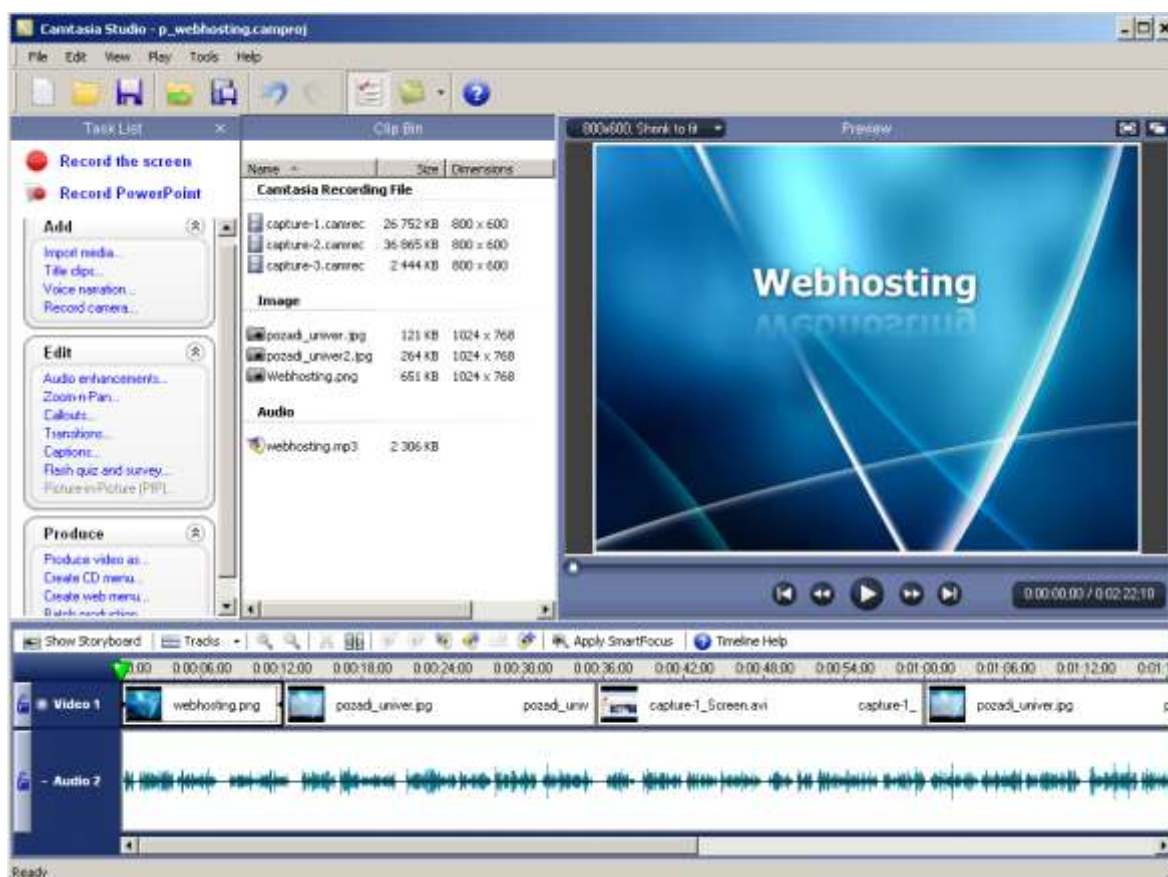 Camtasia Studio - p_webhosting.camproj
File Edit View Play Tools Help
Task List
Clip Bin
800x600, Shrink to fit
Preview
Record the screen
Record PowerPoint
Add
Import media...
Title clips...
Voice narration...
Record camera...
Edit
Audio enhancements...
Zoom-n-Pan...
Callouts...
Transitions...
Captions...
Flash quiz and survey...
Picture-in-Picture (PIP)...
Produce
Produce video as...
Create CD menu...
Create web menu...
Batch production...
Name Size Dimensions
Camtasia Recording File
capture-1.camrec 26 752 KB 800 x 600
capture-2.camrec 36 865 KB 800 x 600
capture-3.camrec 2 444 KB 800 x 600
Image
pozadi_univer.jpg 121 KB 1024 x 768
pozadi_univer2.jpg 264 KB 1024 x 768
Webhosting.png 651 KB 1024 x 768
Audio
webhosting.mp3 2 306 KB
Webhosting
0:00:00.00 / 0:02:22.10
Show Storyboard Tracks Apply SmartFocus Timeline Help
0:00:06.00 0:00:12.00 0:00:18.00 0:00:24.00 0:00:30.00 0:00:36.00 0:00:42.00 0:00:48.00 0:00:54.00 0:01:00.00 0:01:06.00 0:01:12.00
Video 1 webhosting.png pozadi_univer.jpg pozadi_univ capture-1_Screen.avi capture-1_ pozadi_univer.jpg
Audio 2
Ready